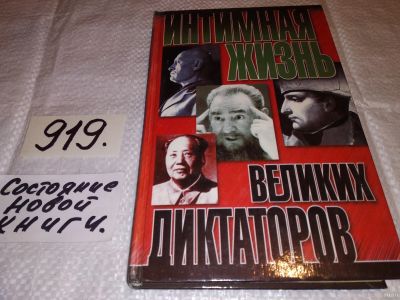 ИНТИМНАЯ
ЖИЗНЬ
ВЕЛИКИХ
ДИКТАТОРОВ
919.
Состояние
новой
книги.